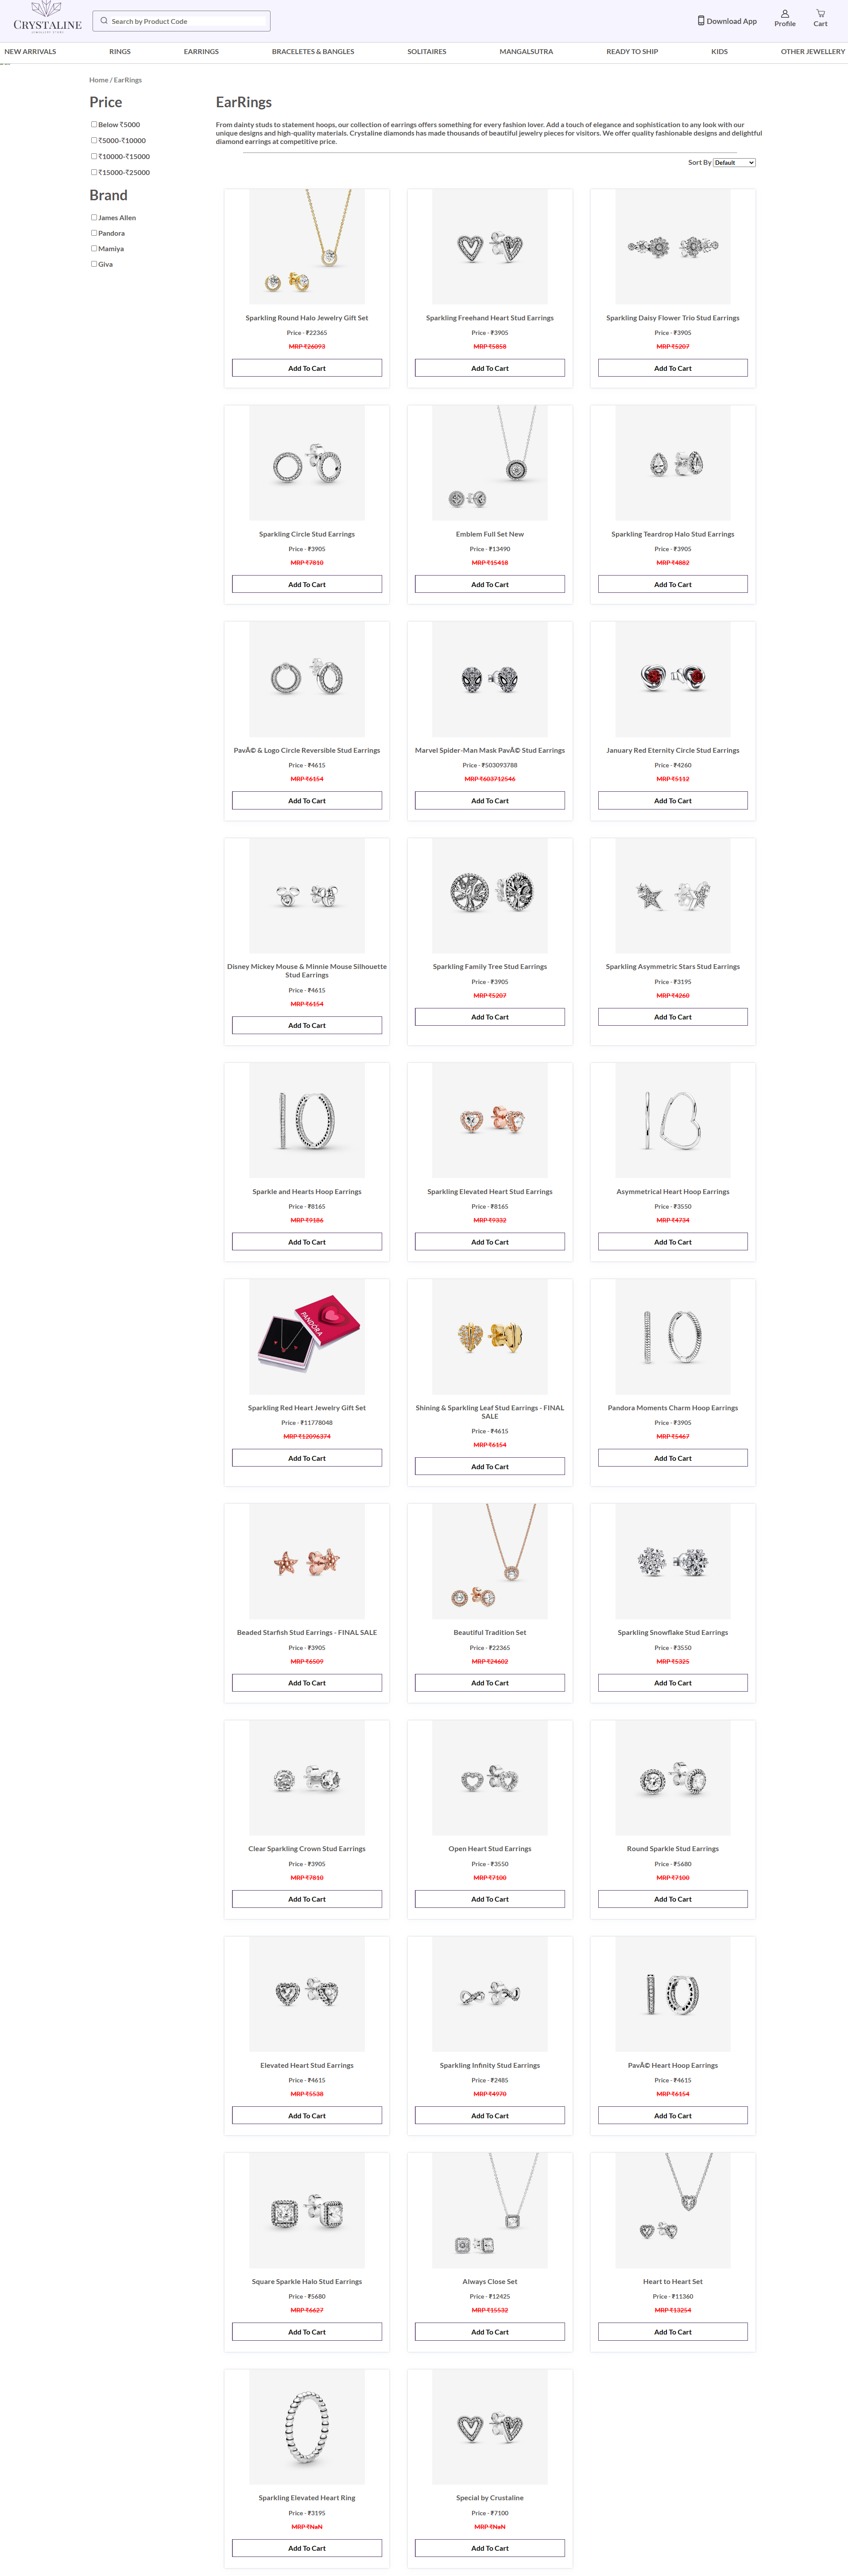 CRYSTALINE
Search by Product Code
Download App
Profile
Cart
NEW ARRIVALS RINGS EARRINGS BRACELETES & BANGLES SOLITAIRES MANGALSUTRA READY TO SHIP KIDS OTHER JEWELLERY
Home / EarRings
Price
Below ₹5000
₹5000-₹10000
₹10000-₹15000
₹15000-₹25000
Brand
James Allen
Pandora
Mamiya
Giva
EarRings
From dainty studs to statement hoops, our collection of earrings offers something for every fashion lover. Add a touch of elegance and sophistication to any look with our
unique designs and high-quality materials. Crystaline diamonds has made thousands of beautiful jewelry pieces for visitors. We offer quality fashionable designs and delightful
diamond earrings at competitive price.
Sort By Default
Sparkling Round Halo Jewelry Gift Set
Price - ₹22365
MRP ₹26093
Add To Cart
Sparkling Freehand Heart Stud Earrings
Price - ₹3905
MRP ₹5858
Add To Cart
Sparkling Daisy Flower Trio Stud Earrings
Price - ₹3905
MRP ₹5207
Add To Cart
Sparkling Circle Stud Earrings
Price - ₹3905
MRP ₹7810
Add To Cart
Emblem Full Set New
Price - ₹13490
MRP ₹15418
Add To Cart
Sparkling Teardrop Halo Stud Earrings
Price - ₹3905
MRP ₹4882
Add To Cart
PavÃ© & Logo Circle Reversible Stud Earrings
Price - ₹4615
MRP ₹6154
Add To Cart
Marvel Spider-Man Mask PavÃ© Stud Earrings
Price - ₹503093788
MRP ₹603712546
Add To Cart
January Red Eternity Circle Stud Earrings
Price - ₹4260
MRP ₹5112
Add To Cart
Disney Mickey Mouse & Minnie Mouse Silhouette
Stud Earrings
Price - ₹4615
MRP ₹6154
Add To Cart
Sparkling Family Tree Stud Earrings
Price - ₹3905
MRP ₹5207
Add To Cart
Sparkling Asymmetric Stars Stud Earrings
Price - ₹3195
MRP ₹4260
Add To Cart
Sparkle and Hearts Hoop Earrings
Price - ₹8165
MRP ₹9186
Add To Cart
Sparkling Elevated Heart Stud Earrings
Price - ₹8165
MRP ₹9332
Add To Cart
Asymmetrical Heart Hoop Earrings
Price - ₹3550
MRP ₹4734
Add To Cart
PANDORA
Sparkling Red Heart Jewelry Gift Set
Price - ₹11778048
MRP ₹12096374
Add To Cart
Shining & Sparkling Leaf Stud Earrings - FINAL
SALE
Price - ₹4615
MRP ₹6154
Add To Cart
Pandora Moments Charm Hoop Earrings
Price - ₹3905
MRP ₹5467
Add To Cart
Beaded Starfish Stud Earrings - FINAL SALE
Price - ₹3905
MRP ₹6509
Add To Cart
Beautiful Tradition Set
Price - ₹22365
MRP ₹24602
Add To Cart
Sparkling Snowflake Stud Earrings
Price - ₹3550
MRP ₹5325
Add To Cart
Clear Sparkling Crown Stud Earrings
Price - ₹3905
MRP ₹7810
Add To Cart
Open Heart Stud Earrings
Price - ₹3550
MRP ₹7100
Add To Cart
Round Sparkle Stud Earrings
Price - ₹5680
MRP ₹7100
Add To Cart
Elevated Heart Stud Earrings
Price - ₹4615
MRP ₹5538
Add To Cart
Sparkling Infinity Stud Earrings
Price - ₹2485
MRP ₹4970
Add To Cart
PavÃ© Heart Hoop Earrings
Price - ₹4615
MRP ₹6154
Add To Cart
Square Sparkle Halo Stud Earrings
Price - ₹5680
MRP ₹6627
Add To Cart
Always Close Set
Price - ₹12425
MRP ₹15532
Add To Cart
Heart to Heart Set
Price - ₹11360
MRP ₹13254
Add To Cart
Sparkling Elevated Heart Ring
Price - ₹3195
MRP ₹NaN
Add To Cart
Special by Crustaline
Price - ₹7100
MRP ₹NaN
Add To Cart